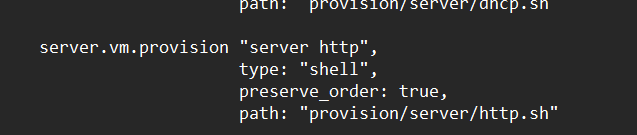 path: "provision/server/dhcp.sh
server.vm.provision "server http",
type: "shell",
preserve_order: true,
path: "provision/server/http.sh"